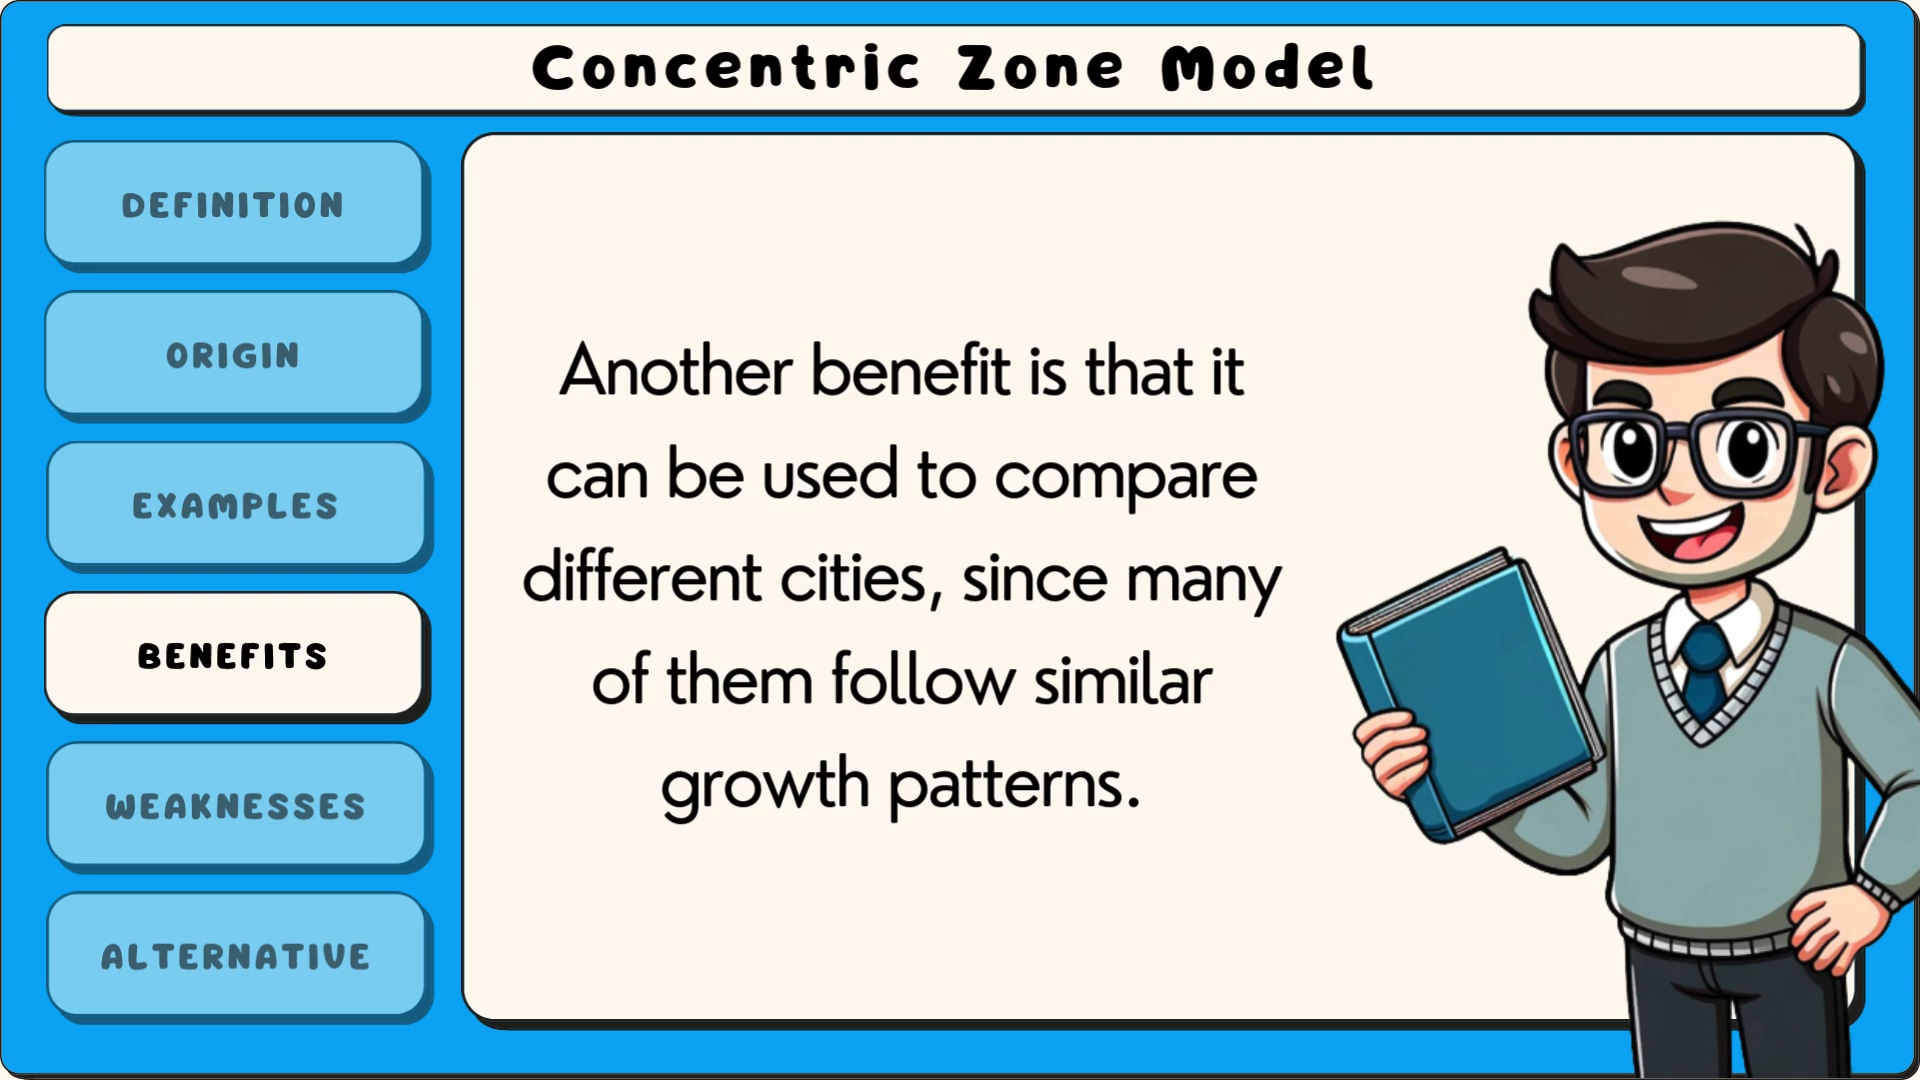 Concentric Zone Model
DEFINITION
ORIGIN
EXAMPLES
BENEFITS
WEAKNESSES
ALTERNATIVE
Another benefit is that it
can be used to compare
different cities, since many
of them follow similar
growth patterns.